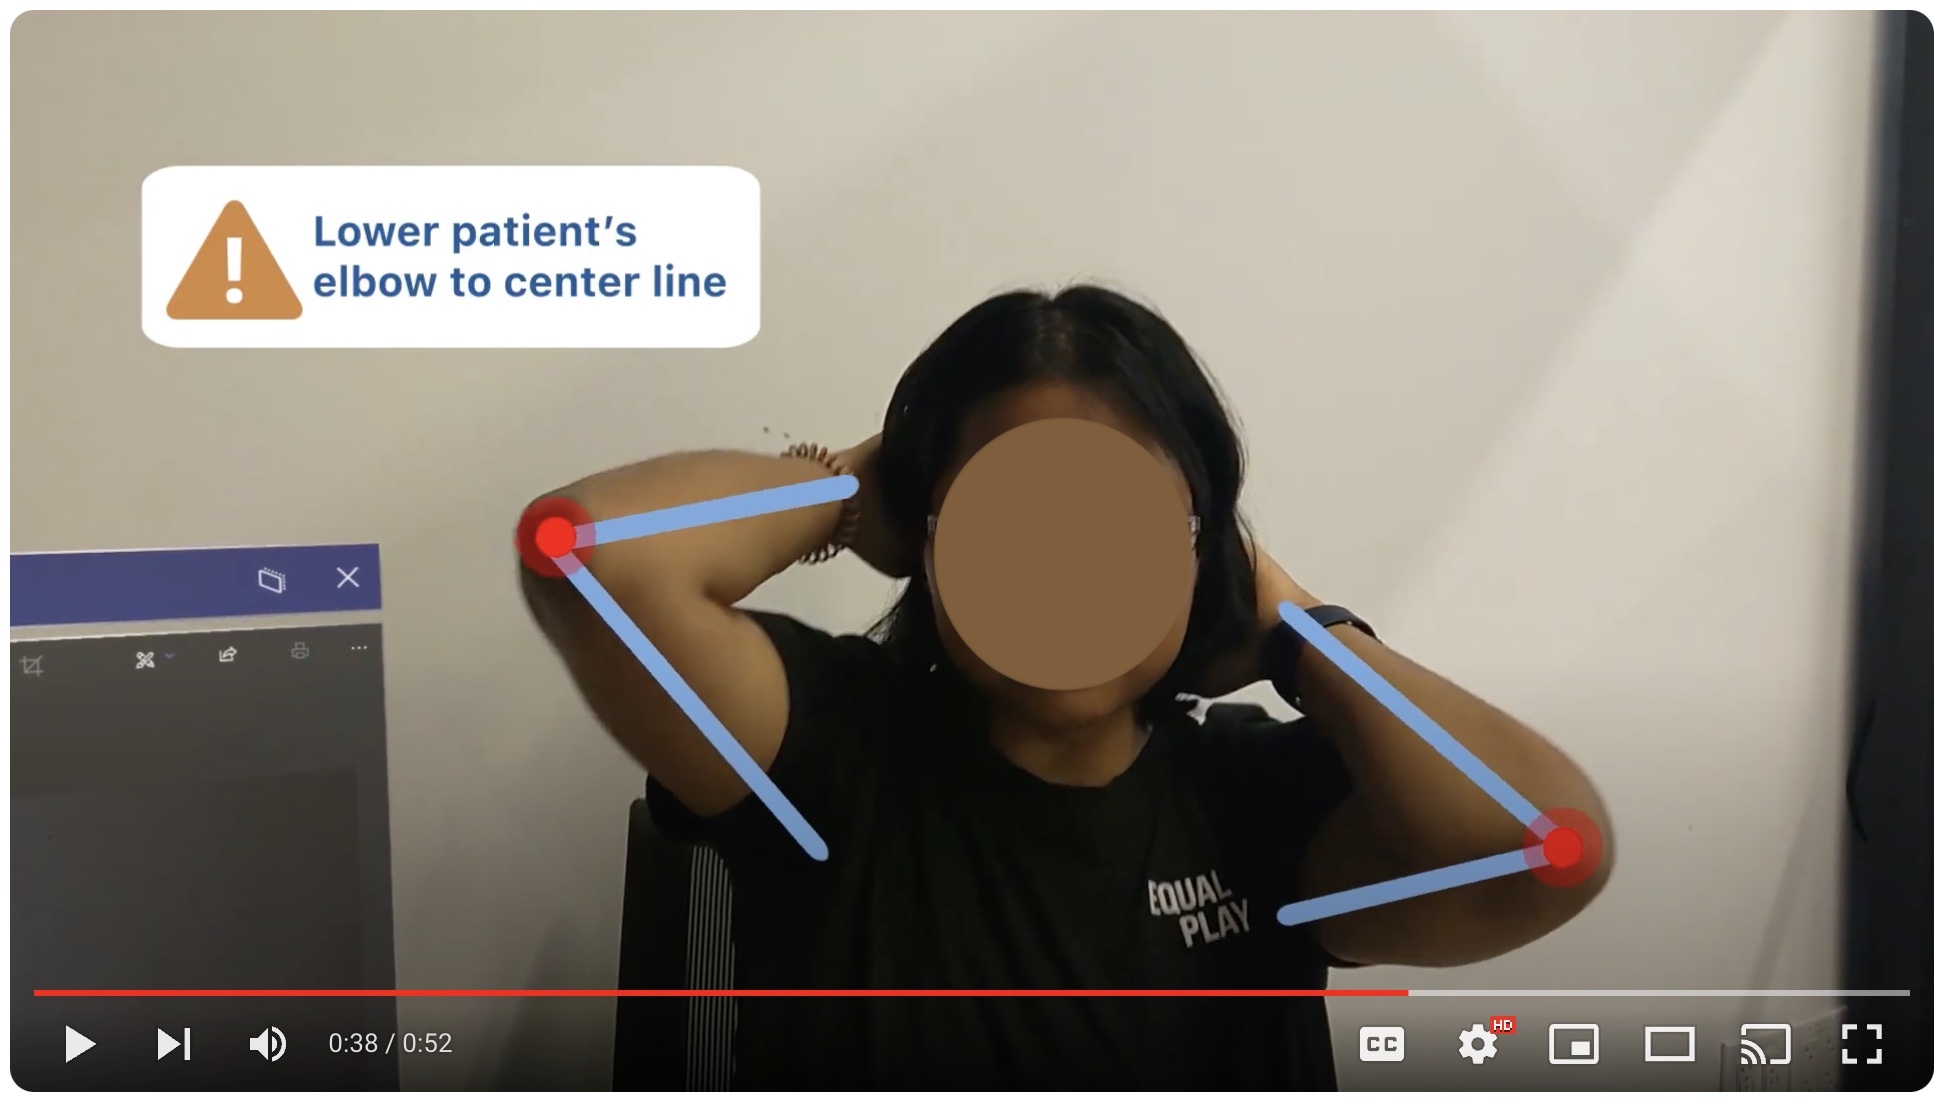 Lower patient’s
elbow to center line
EQUAL
PLAY
0:38 / 0:52
CC
HD